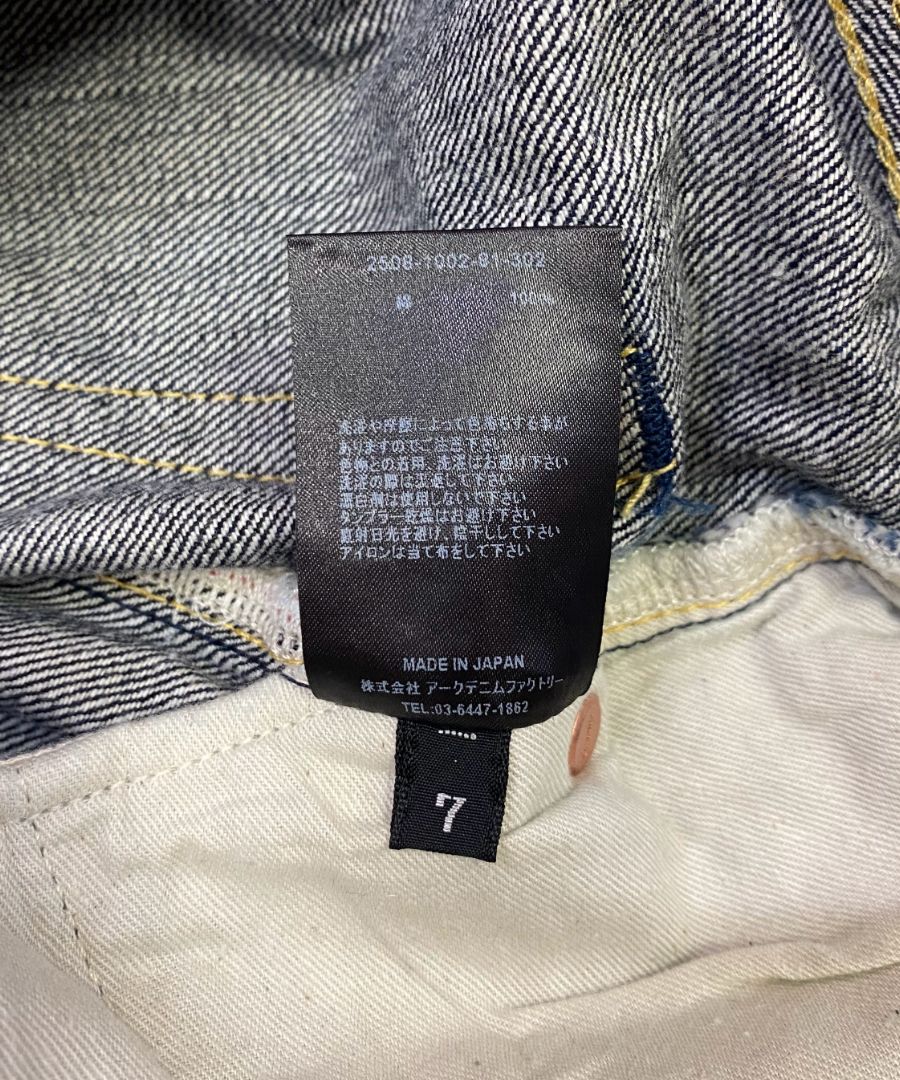 2508-1002-81-302
綿 100%
洗濯や摩擦によって色落ちする事が
ありますのでご注意下さい
色物との着用、洗濯はお避け下さい
洗濯の際は裏返して下さい
漂白剤は使用しないで下さい
タンブラー乾燥はお避け下さい
直射日光を避け、陰干しして下さい
アイロンは当て布をして下さい
MADE IN JAPAN
株式会社 アークデニムファクトリー
TEL:03-6447-1862
7